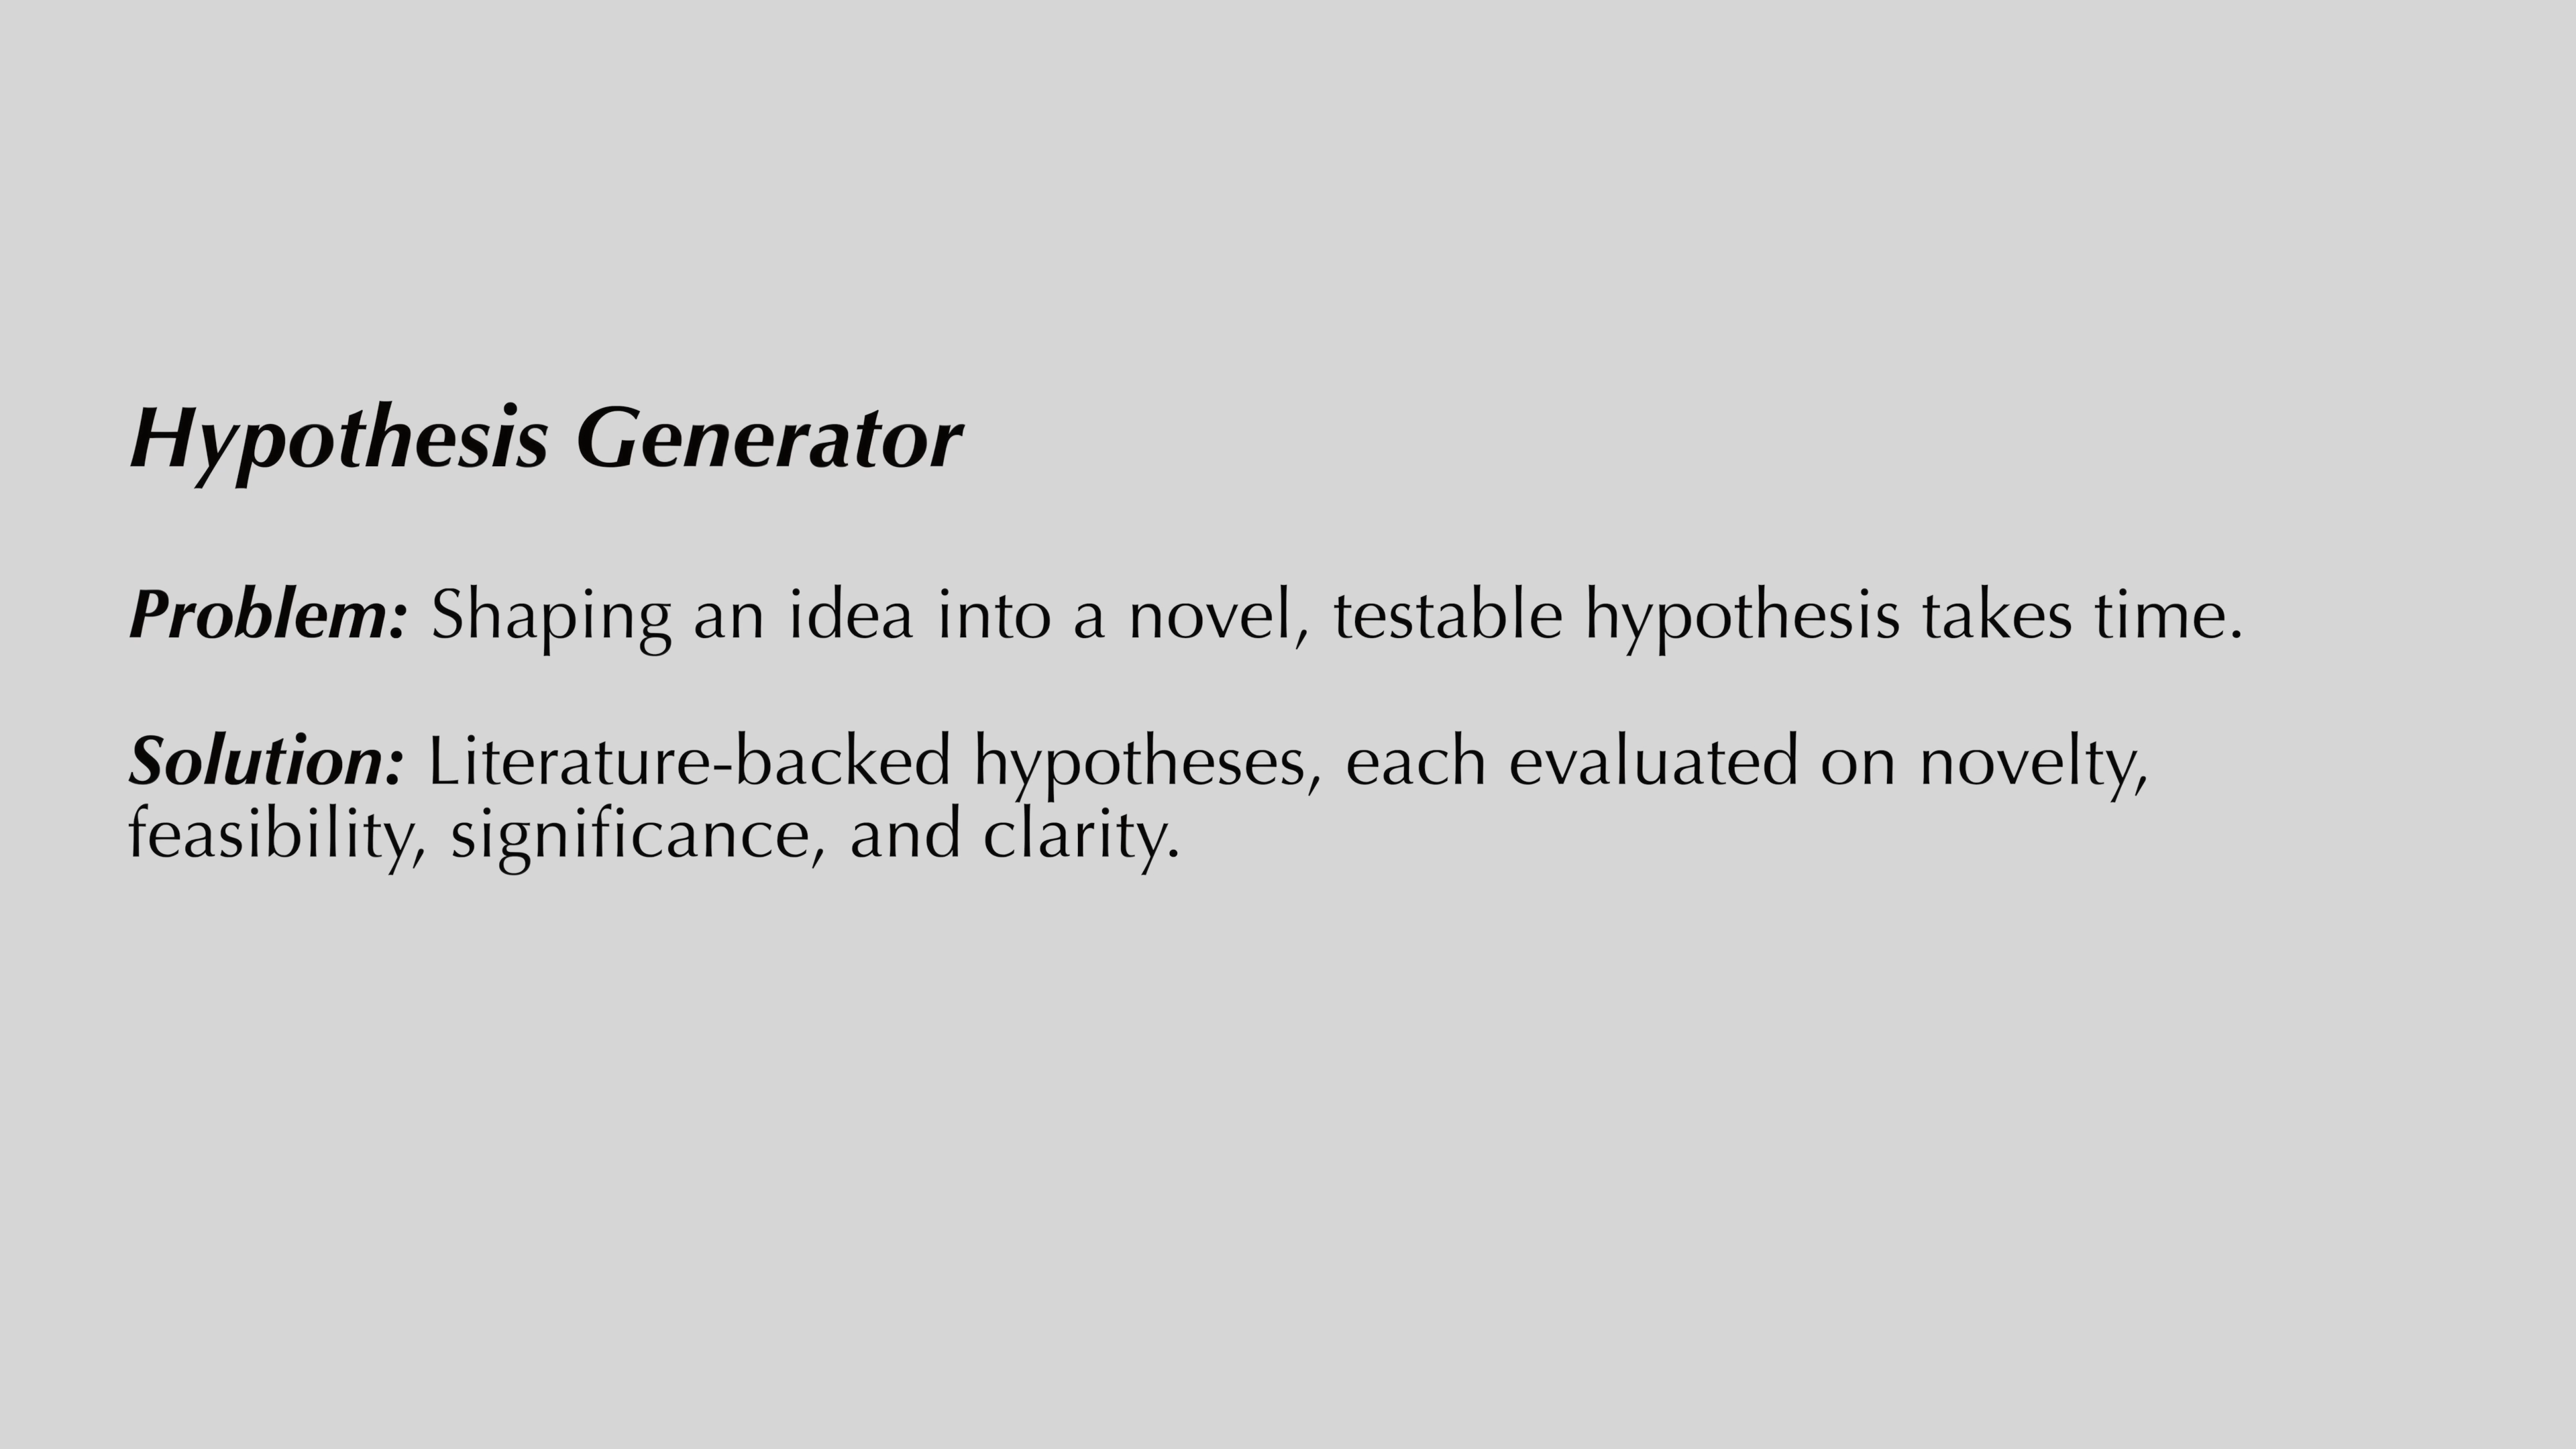 Hypothesis Generator
Problem: Shaping an idea into a novel, testable hypothesis takes time.
Solution: Literature-backed hypotheses, each evaluated on novelty,
feasibility, significance, and clarity.